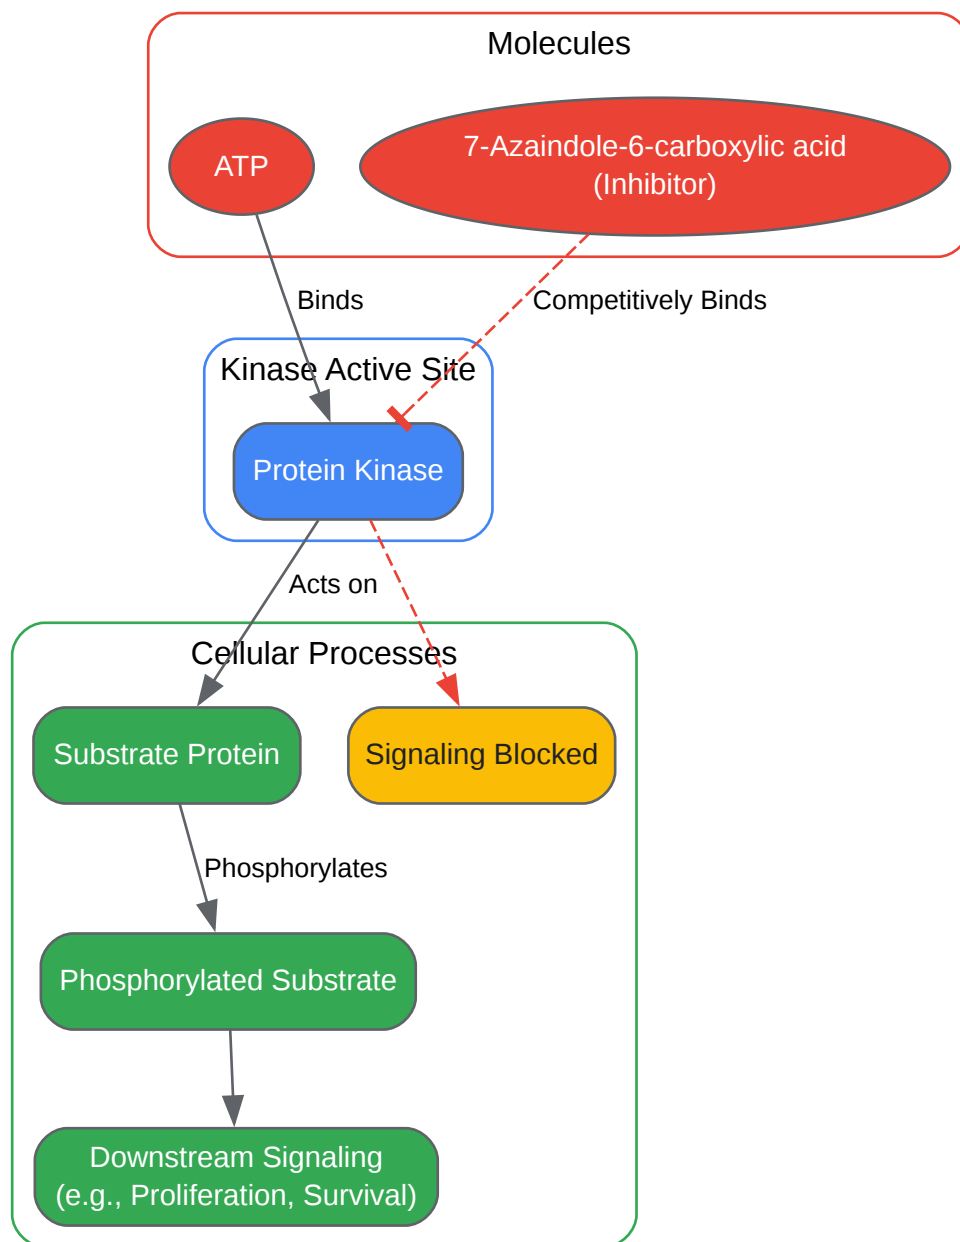 Molecules
ATP
7-Azaindole-6-carboxylic acid
(Inhibitor)
Binds
Competitively Binds
Kinase Active Site
Protein Kinase
Acts on
Cellular Processes
Substrate Protein
Signaling Blocked
Phosphorylates
Phosphorylated Substrate
Downstream Signaling
(e.g., Proliferation, Survival)